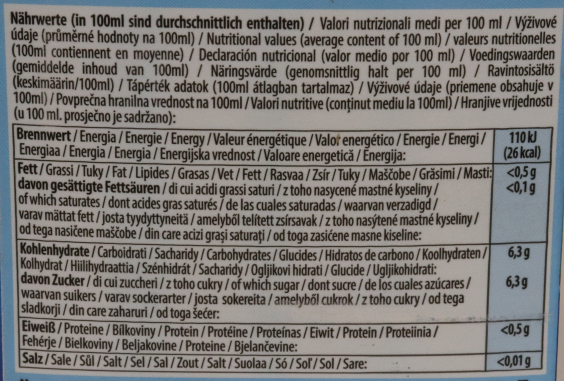 Nährwerte (in 100ml sind durchschnittlich enthalten) / Valori nutrizionali medi per 100 ml / Výživové
údaje (průměrné hodnoty na 100ml) / Nutritional values (average content of 100 ml) / valeurs nutritionelles
(100ml contiennent en moyenne) / Declaración nutricional (valor medio por 100 ml) / Voedingswaarden
(gemiddelde inhoud van 100ml) / Näringsvärde (genomsnittlig halt per 100 ml) / Ravintosisältö
(keskimäärin/100ml) / Tápérték adatok (100ml átlagban tartalmaz) / Výživové údaje (priemene obsahuje v
100ml) / Povprečna hranilna vrednost na 100ml / Valori nutritive (conținut mediu la 100ml) / Hranjive vrijednosti
(u 100 ml. prosječno je sadržano):
Brennwert / Energia / Energie / Energy / Valeur énergétique / Valor energético / Energie / Energi / 110 kJ
Energiaa / Energia / Energia / Energijska vrednost / Valoare energetică / Energija: (26 kcal)
Fett / Grassi / Tuky / Fat / Lipides / Grasas / Vet / Fett / Rasvaa / Zsír / Tuky / Maščobe / Grăsimi / Masti: <0,5 g
davon gesättigte Fettsäuren / di cui acidi grassi saturi / z toho nasycené mastné kyseliny / <0,1 g
of which saturates / dont acides gras saturés / de las cuales saturadas / waarvan verzadigd /
varav mättat fett / josta tyydyttyneitä / amelyből telített zsírsavak / z toho nasýtené mastné kyseliny /
od tega nasičene maščobe / din care acizi grași saturați / od toga zasićene masne kiseline:
Kohlenhydrate / Carboidrati / Sacharidy / Carbohydrates / Glucides / Hidratos de carbono / Koolhydraten / 6,3 g
Kolhydrat / Hiilihydraattia / Szénhidrát / Sacharidy / Ogljikovi hidrati / Glucide / Ugljikohidrati:
davon Zucker / di cui zuccheri / z toho cukry / of which sugar / dont sucre / de los cuales azúcares / 6,3 g
waarvan suikers / varav sockerarter / josta sokereita / amelyből cukrok / z toho cukry / od tega
sladkorji / din care zaharuri / od toga šećer:
Eiweiß / Proteine / Bílkoviny / Protein / Protéine / Proteínas / Eiwit / Protein / Proteiinia / <0,5 g
Fehérje / Bielkoviny / Beljakovine / Proteine / Bjelančevine:
Salz / Sale / Sůl / Salt / Sel / Sal / Zout / Salt / Suolaa / Só / Soľ / Sol / Sare: <0,01 g